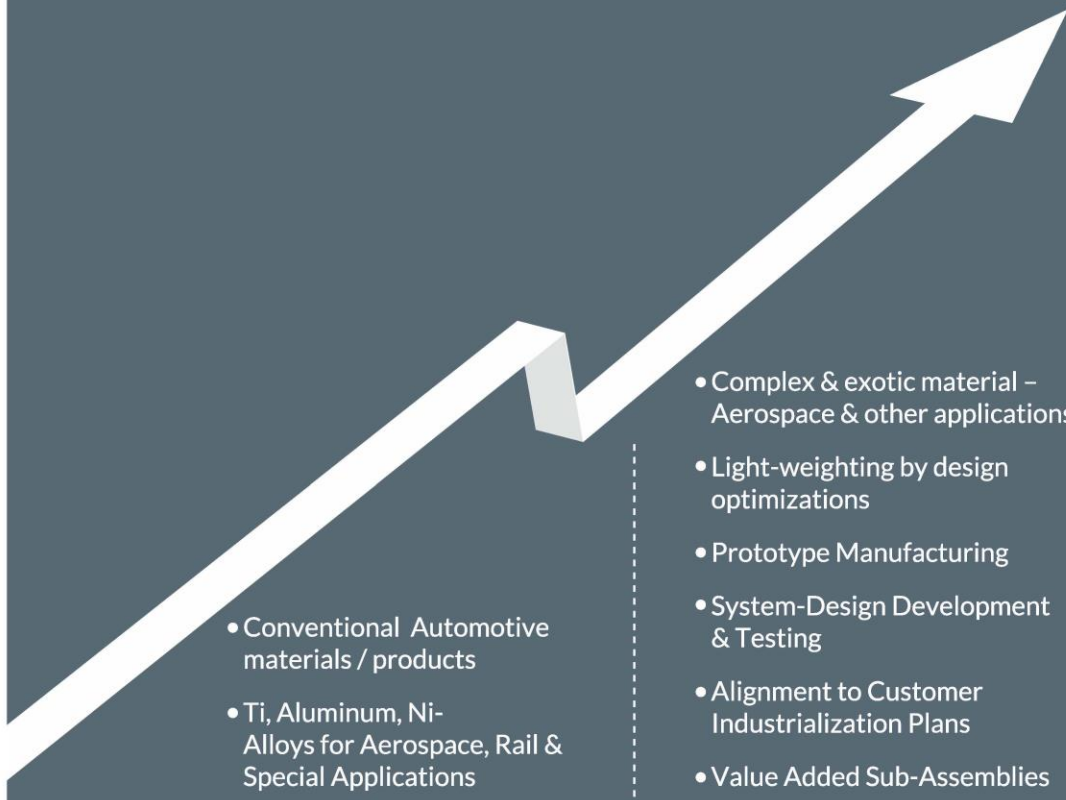 • Conventional Automotive
materials / products
• Ti, Aluminum, Ni-
Alloys for Aerospace, Rail &
Special Applications
• Complex & exotic material –
Aerospace & other applications
• Light-weighting by design
optimizations
• Prototype Manufacturing
• System-Design Development
& Testing
• Alignment to Customer
Industrialization Plans
• Value Added Sub-Assemblies